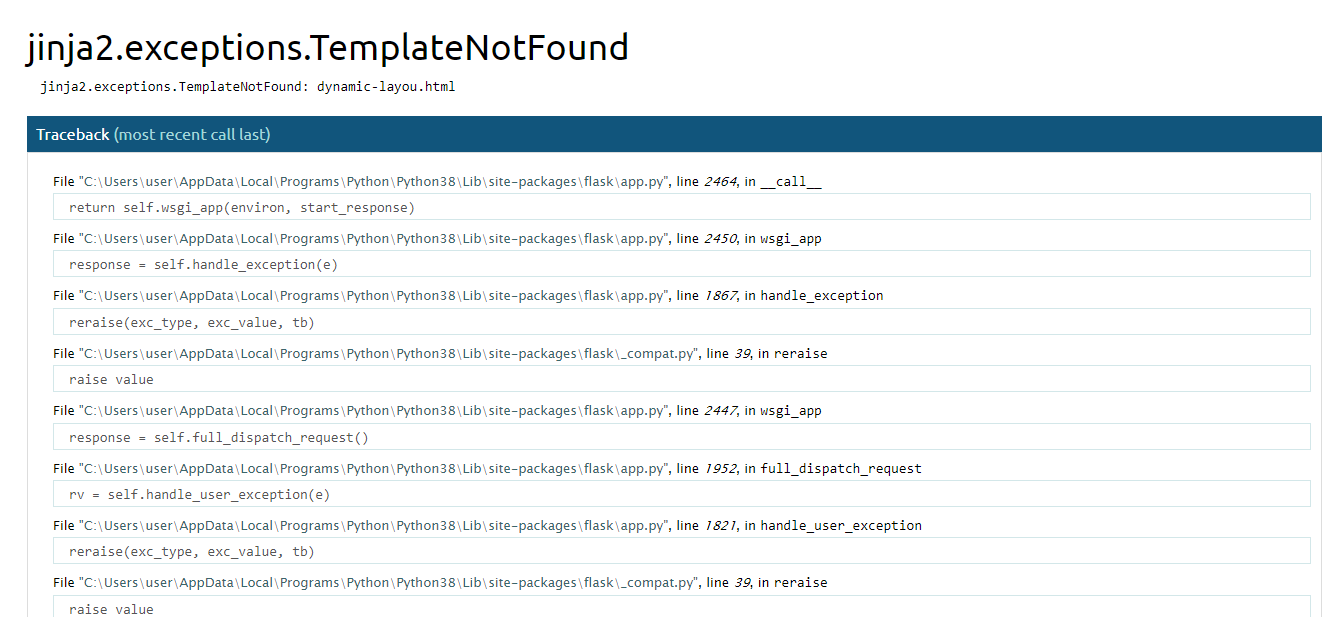 jinja2.exceptions.TemplateNotFound
jinja2.exceptions.TemplateNotFound: dynamic-layou.html
Traceback (most recent call last)
File "C:\Users\user\AppData\Local\Programs\Python\Python38\Lib\site-packages\flask\app.py", line 2464, in __call__
return self.wsgi_app(environ, start_response)
File "C:\Users\user\AppData\Local\Programs\Python\Python38\Lib\site-packages\flask\app.py", line 2450, in wsgi_app
response = self.handle_exception(e)
File "C:\Users\user\AppData\Local\Programs\Python\Python38\Lib\site-packages\flask\app.py", line 1867, in handle_exception
reraise(exc_type, exc_value, tb)
File "C:\Users\user\AppData\Local\Programs\Python\Python38\Lib\site-packages\flask\_compat.py", line 39, in reraise
raise value
File "C:\Users\user\AppData\Local\Programs\Python\Python38\Lib\site-packages\flask\app.py", line 2447, in wsgi_app
response = self.full_dispatch_request()
File "C:\Users\user\AppData\Local\Programs\Python\Python38\Lib\site-packages\flask\app.py", line 1952, in full_dispatch_request
rv = self.handle_user_exception(e)
File "C:\Users\user\AppData\Local\Programs\Python\Python38\Lib\site-packages\flask\app.py", line 1821, in handle_user_exception
reraise(exc_type, exc_value, tb)
File "C:\Users\user\AppData\Local\Programs\Python\Python38\Lib\site-packages\flask\_compat.py", line 39, in reraise
raise value